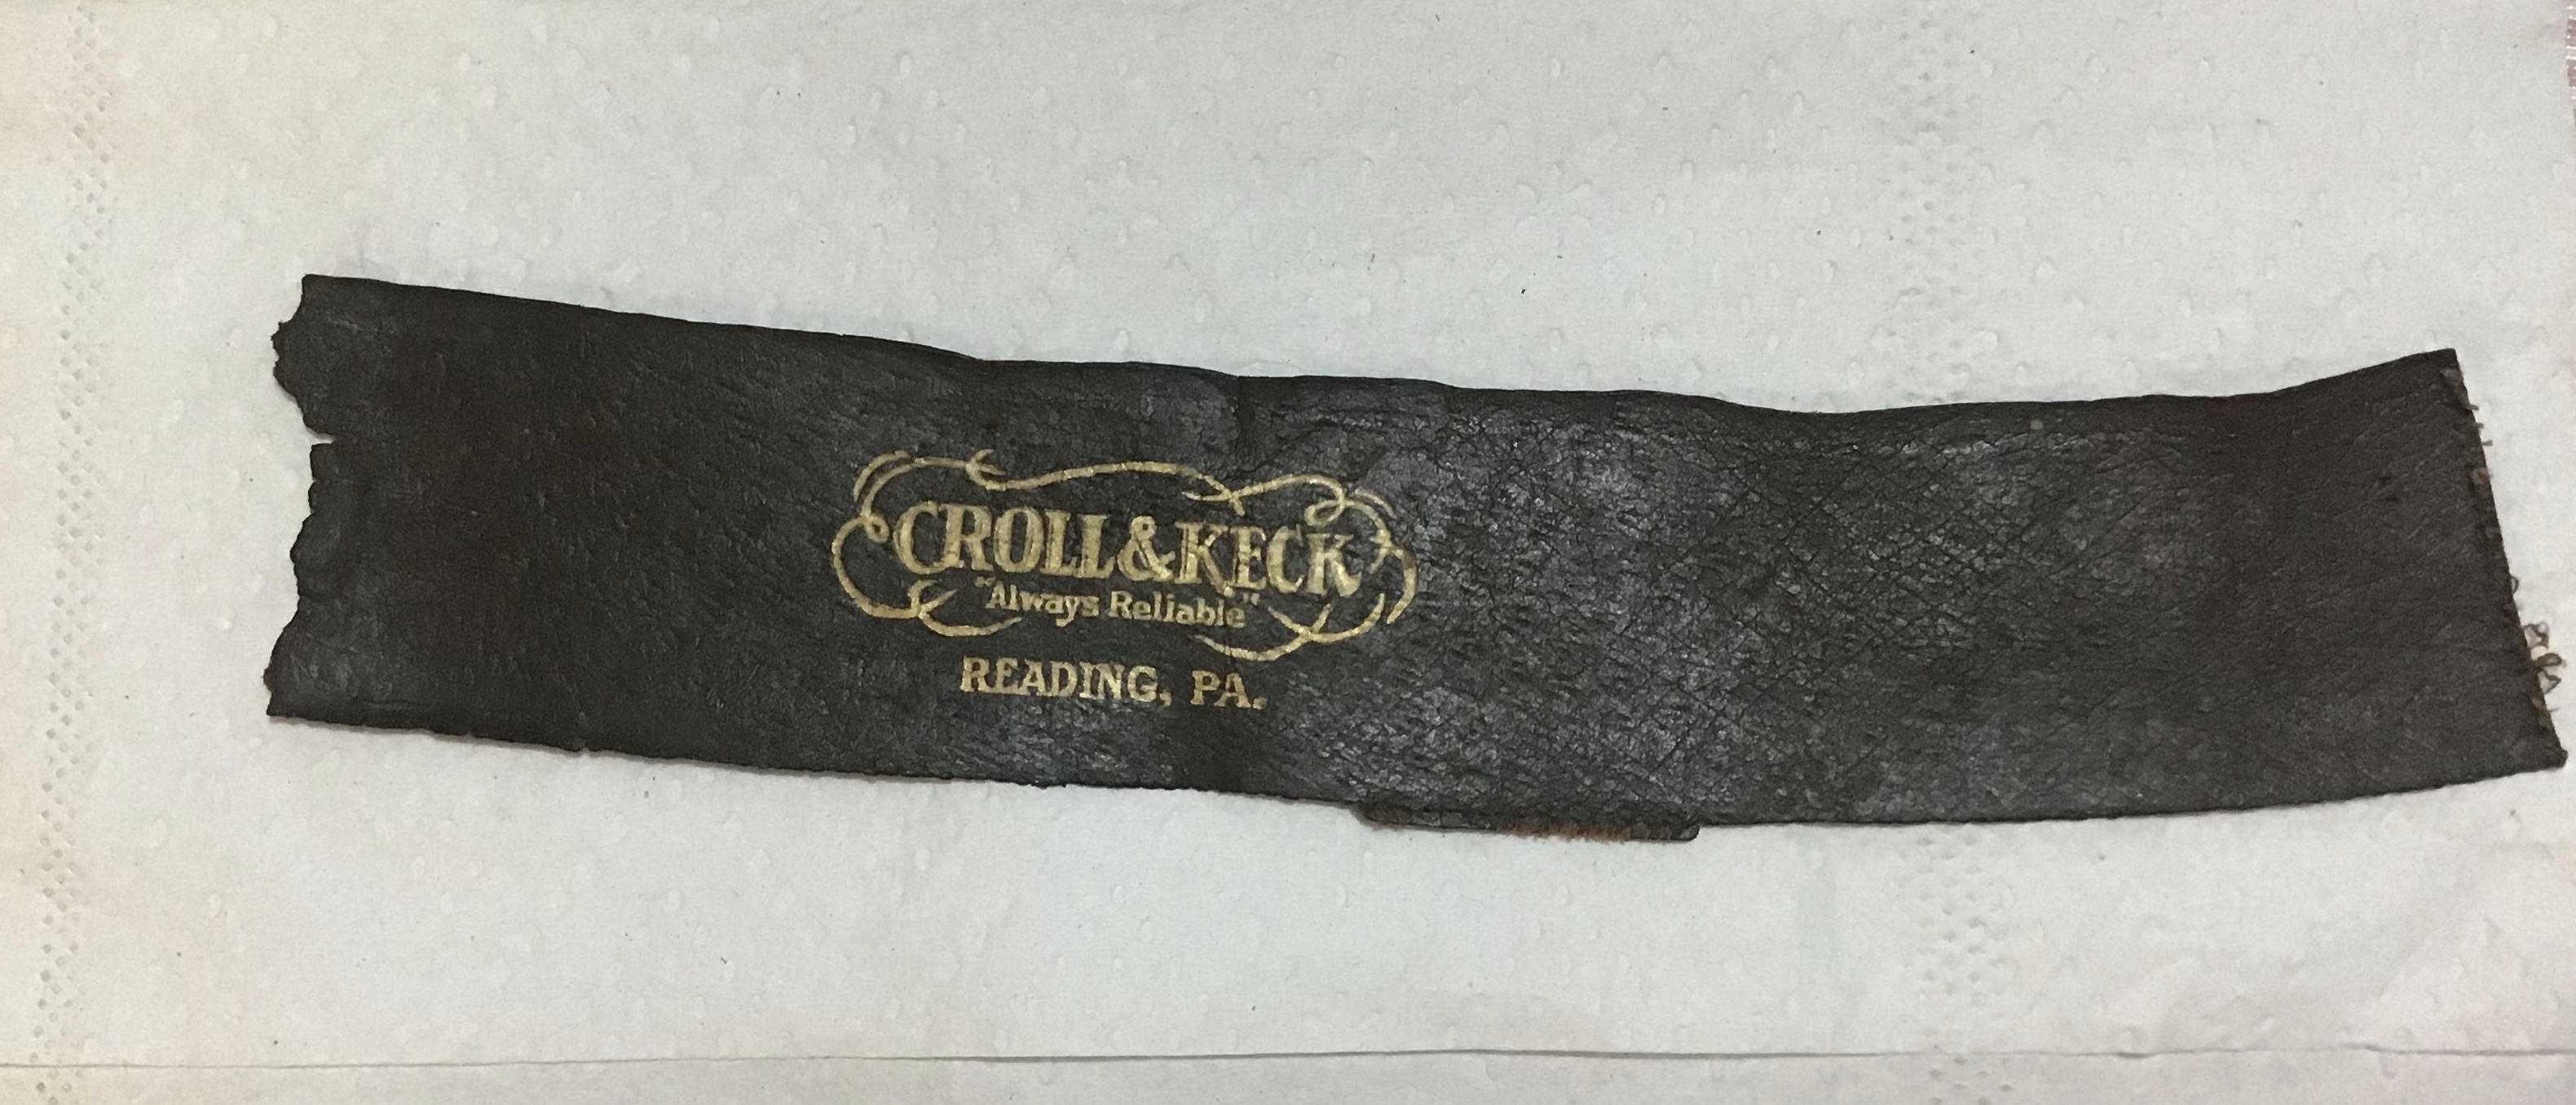 CROLL & KECK
"Always Reliable"
READING, PA.